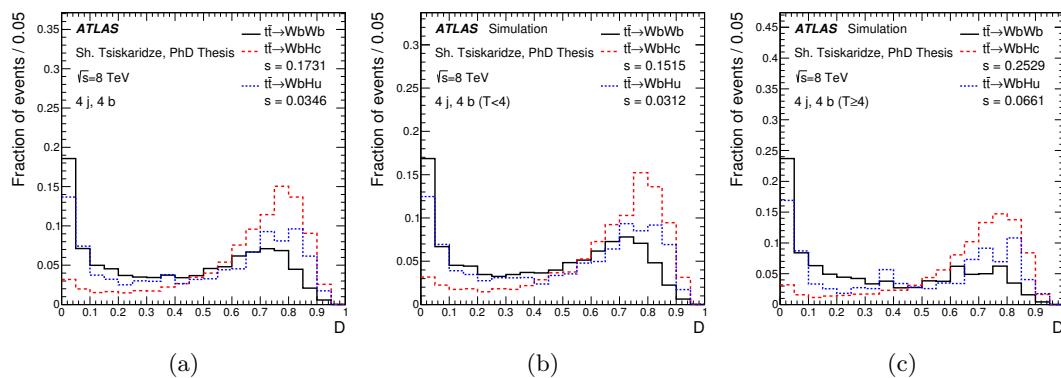 Fraction of events / 0.05
0.35
0.3
0.25
0.2
0.15
0.1
0.05
0
ATLAS
Sh. Tsiskaridze, PhD Thesis
√s=8 TeV
4 j, 4 b
tt̄→WbWb
tt̄→WbHc
s = 0.1731
tt̄→WbHu
s = 0.0346
0 0.1 0.2 0.3 0.4 0.5 0.6 0.7 0.8 0.9 1
D
(a)
Fraction of events / 0.05
0.3
0.25
0.2
0.15
0.1
0.05
0
ATLAS Simulation
Sh. Tsiskaridze, PhD Thesis
√s=8 TeV
4 j, 4 b (T<4)
tt̄→WbWb
tt̄→WbHc
s = 0.1515
tt̄→WbHu
s = 0.0312
0 0.1 0.2 0.3 0.4 0.5 0.6 0.7 0.8 0.9 1
D
(b)
Fraction of events / 0.05
0.45
0.4
0.35
0.3
0.25
0.2
0.15
0.1
0.05
0
ATLAS Simulation
Sh. Tsiskaridze, PhD Thesis
√s=8 TeV
4 j, 4 b (T≥4)
tt̄→WbWb
tt̄→WbHc
s = 0.2529
tt̄→WbHu
s = 0.0661
0 0.1 0.2 0.3 0.4 0.5 0.6 0.7 0.8 0.9
D
(c)